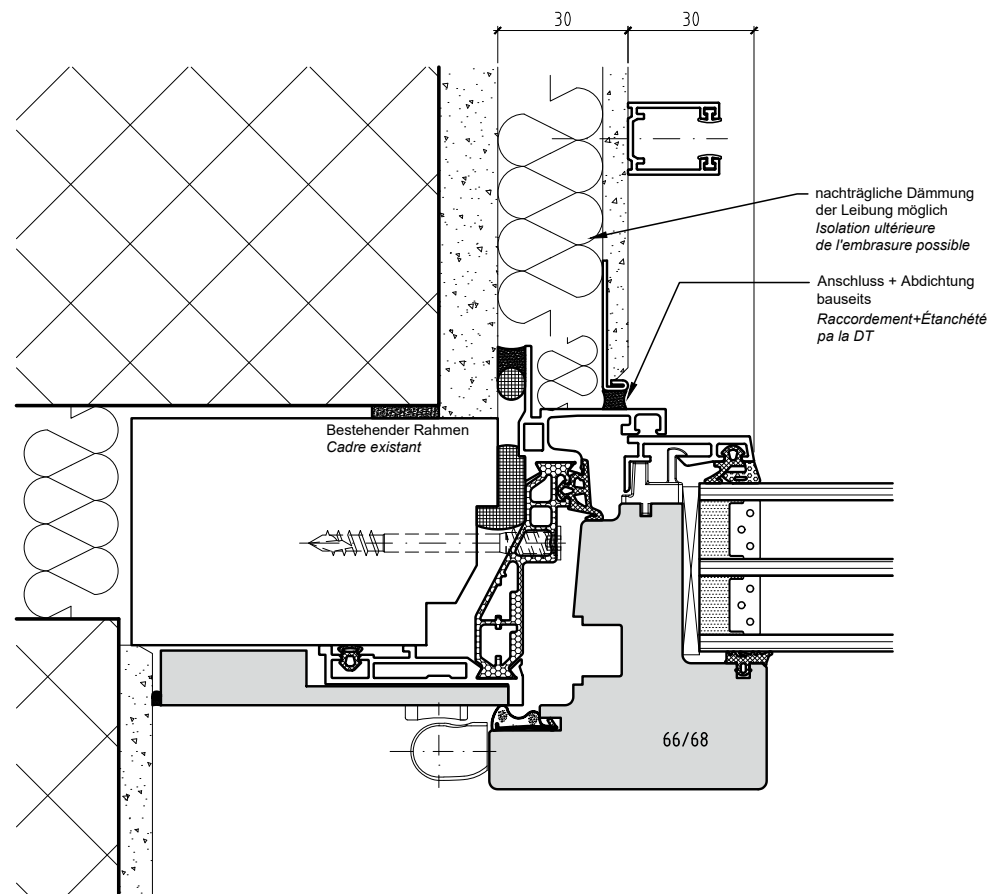 30
30
nachträgliche Dämmung
der Leibung möglich
Isolation ultérieure
de l'embrasure possible
Anschluss + Abdichtung
bauseits
Raccordement+Étanchété
pa la DT
Bestehender Rahmen
Cadre existant
66/68